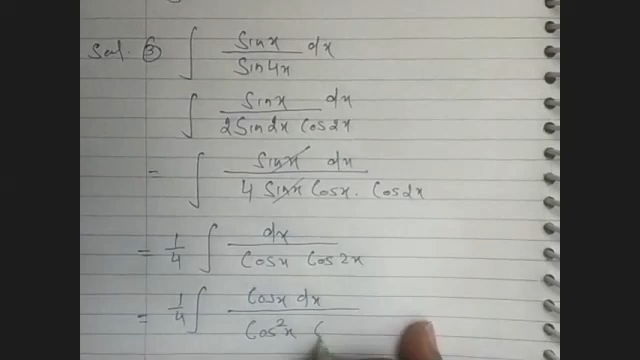 Sol. ③ ∫ Sinx/Sin4x dx
∫ Sinx/(2Sin2x Cos2x) dx
= ∫ Sinx dx/(4 Sinx Cosx . Cos2x)
= 1/4 ∫ dx/(Cosx Cos2x)
= 1/4 ∫ Cosx dx/(Cos²x